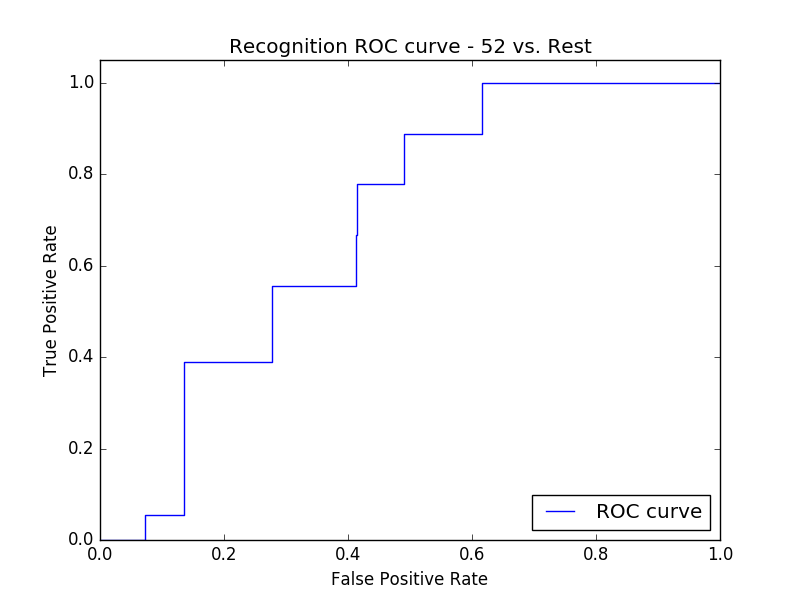 Recognition ROC curve - 52 vs. Rest
1.0
0.8
0.6
0.4
0.2
0.0
True Positive Rate
ROC curve
0.0 0.2 0.4 0.6 0.8 1.0
False Positive Rate